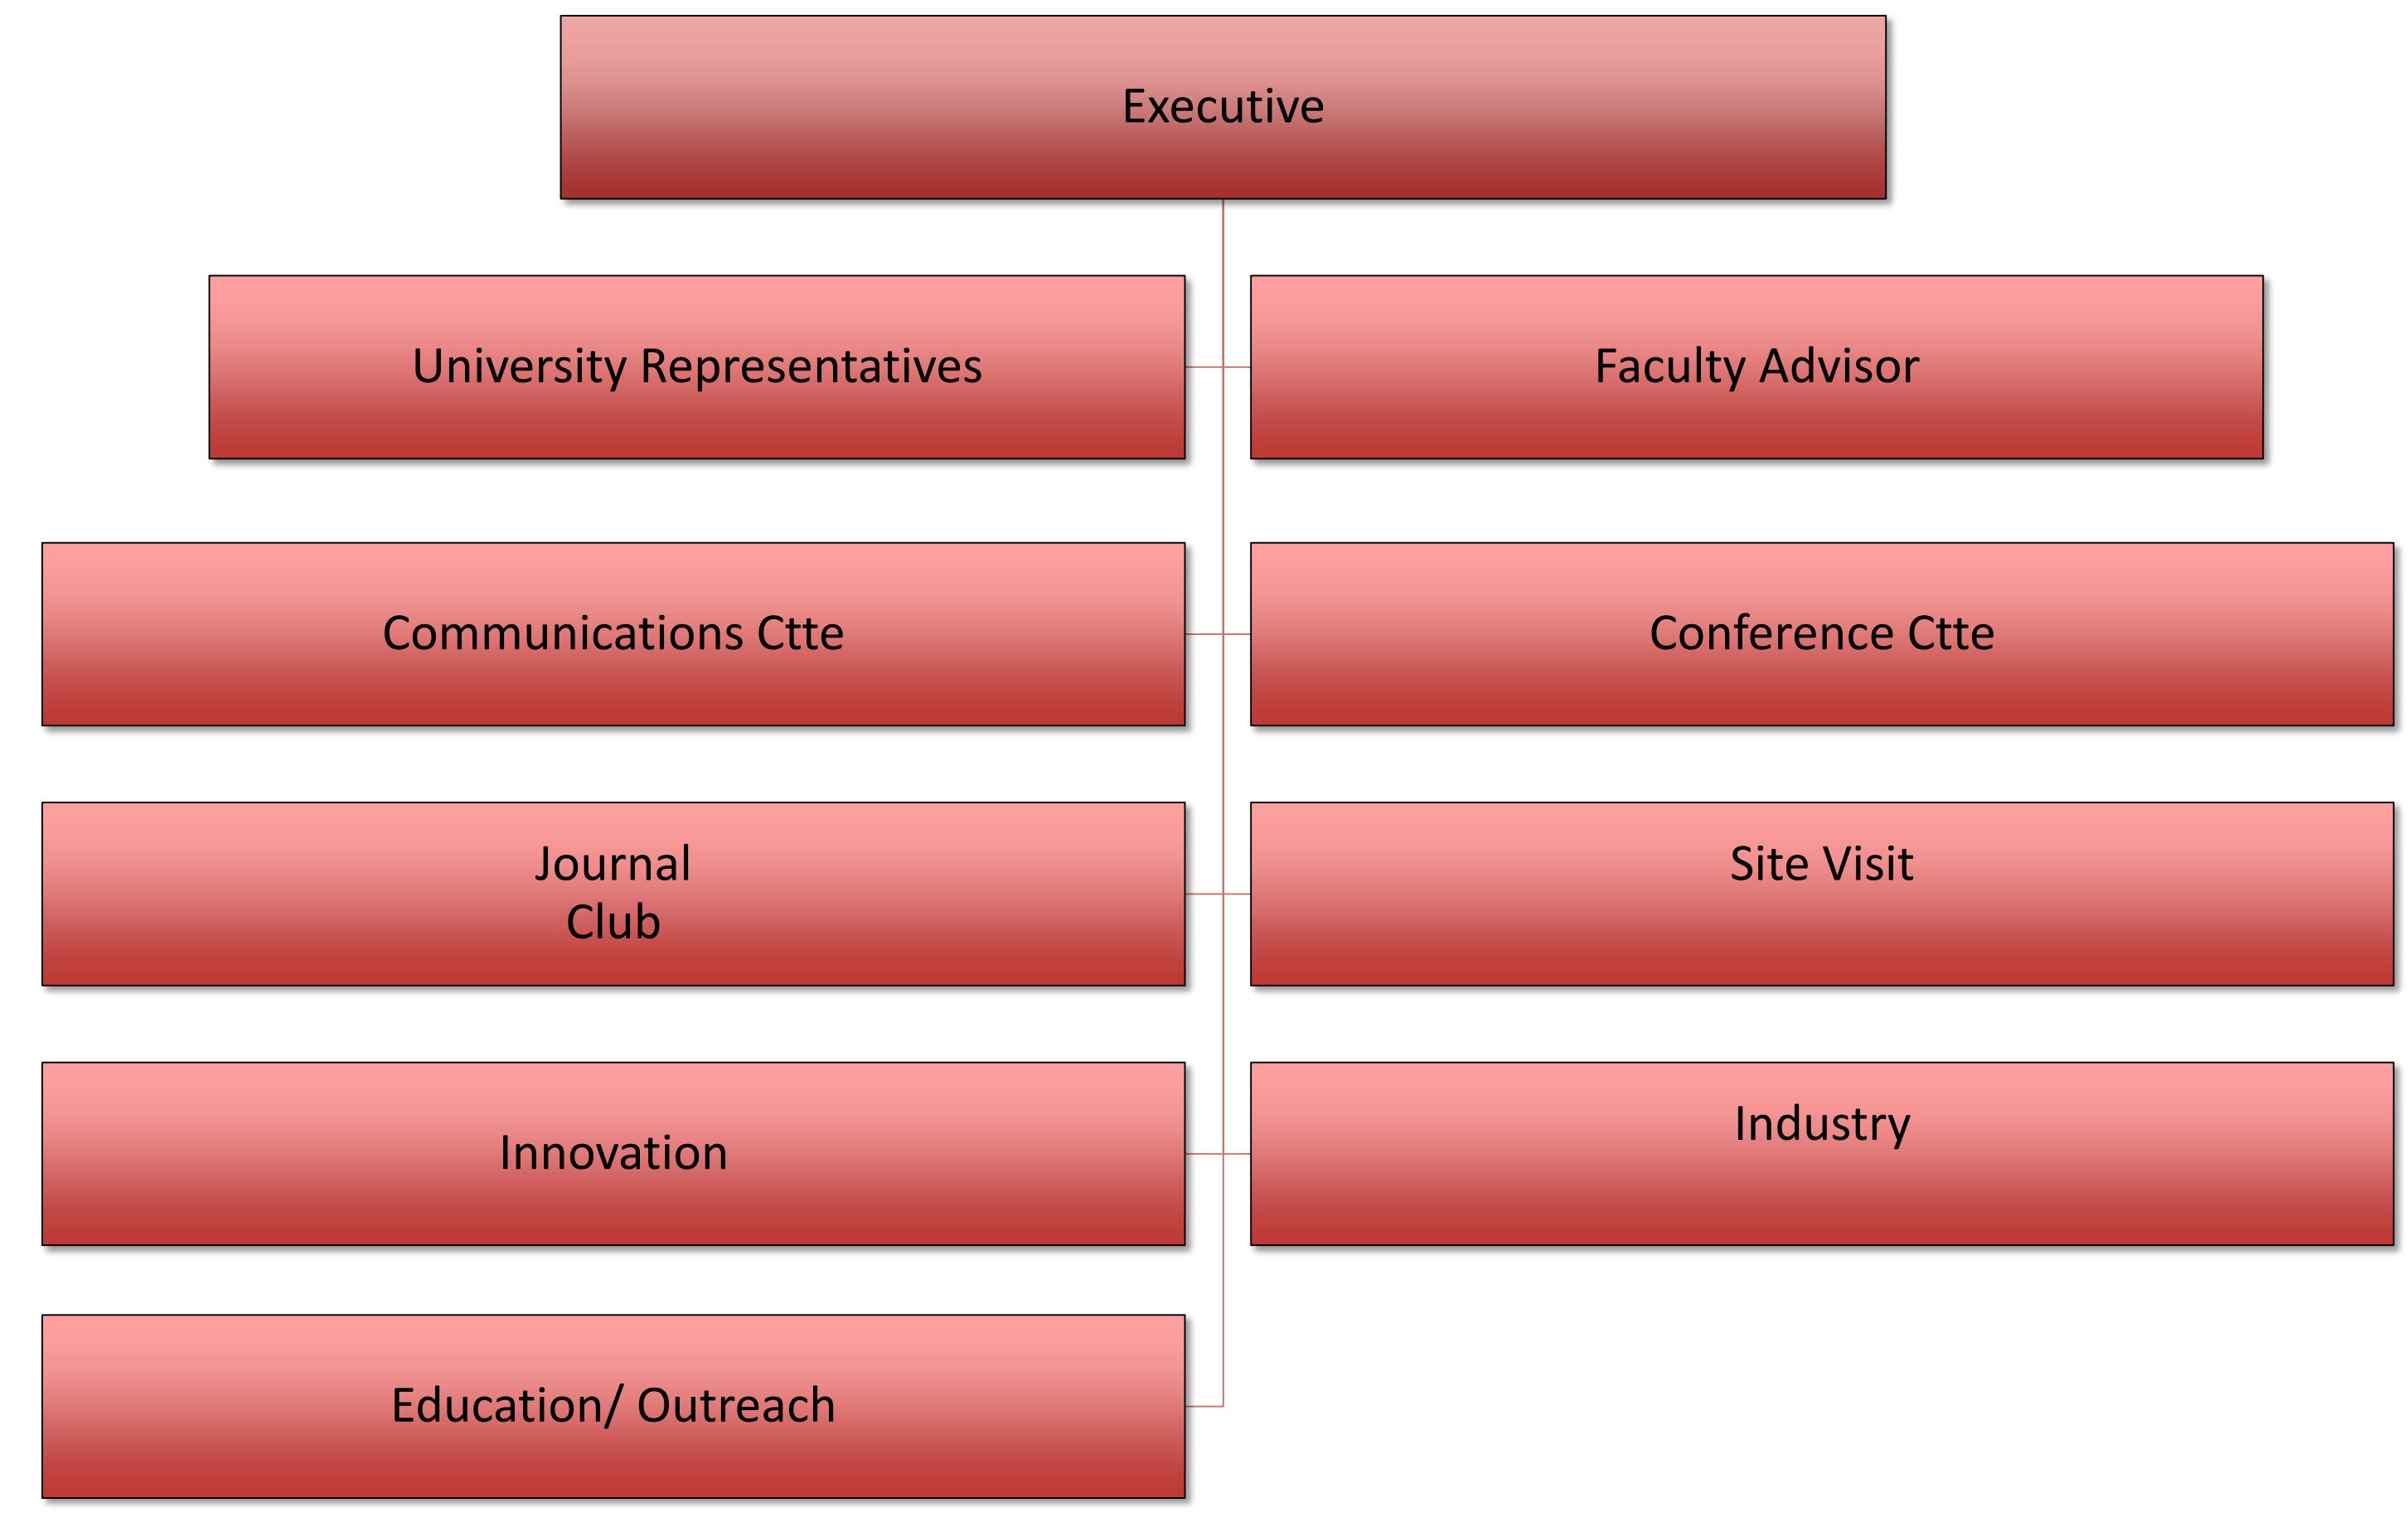 Executive
University Representatives
Faculty Advisor
Communications Ctte
Conference Ctte
Journal
Club
Site Visit
Innovation
Industry
Education/ Outreach